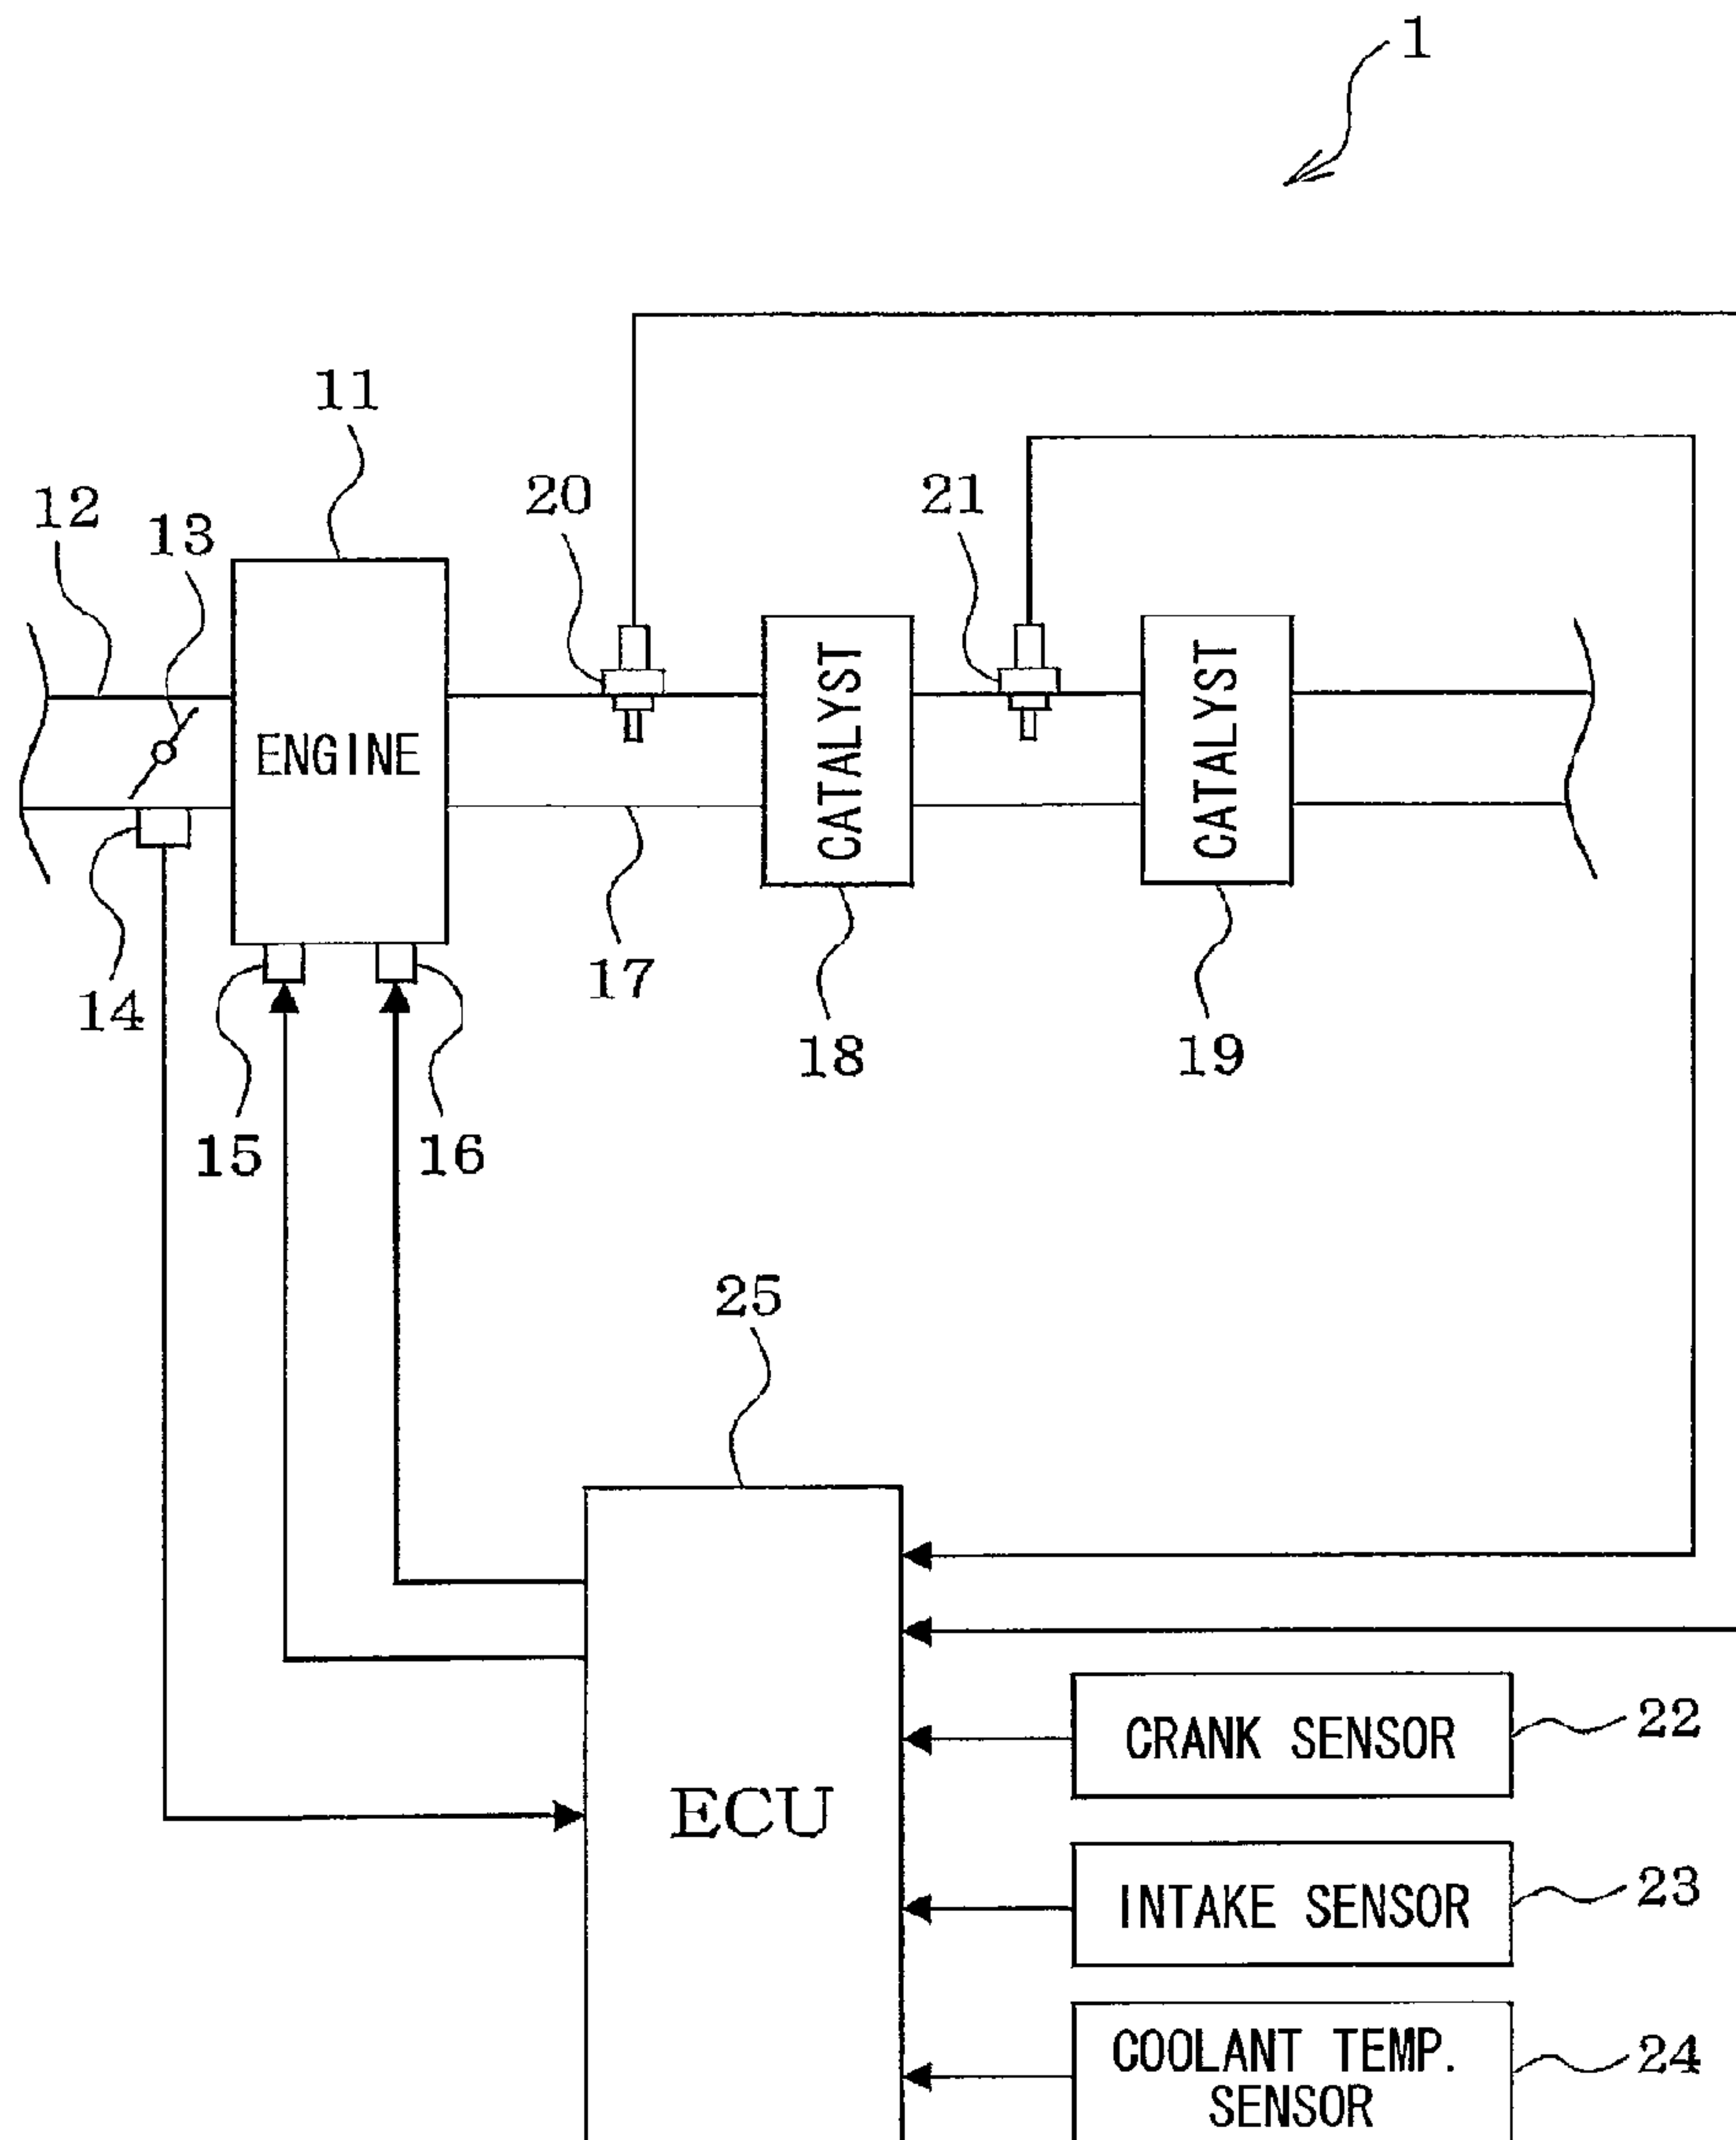 1
11
12
13
20
21
ENGINE
CATALYST
CATALYST
14
17
15
16
18
19
25
ECU
CRANK SENSOR
22
INTAKE SENSOR
23
COOLANT TEMP.
SENSOR
24